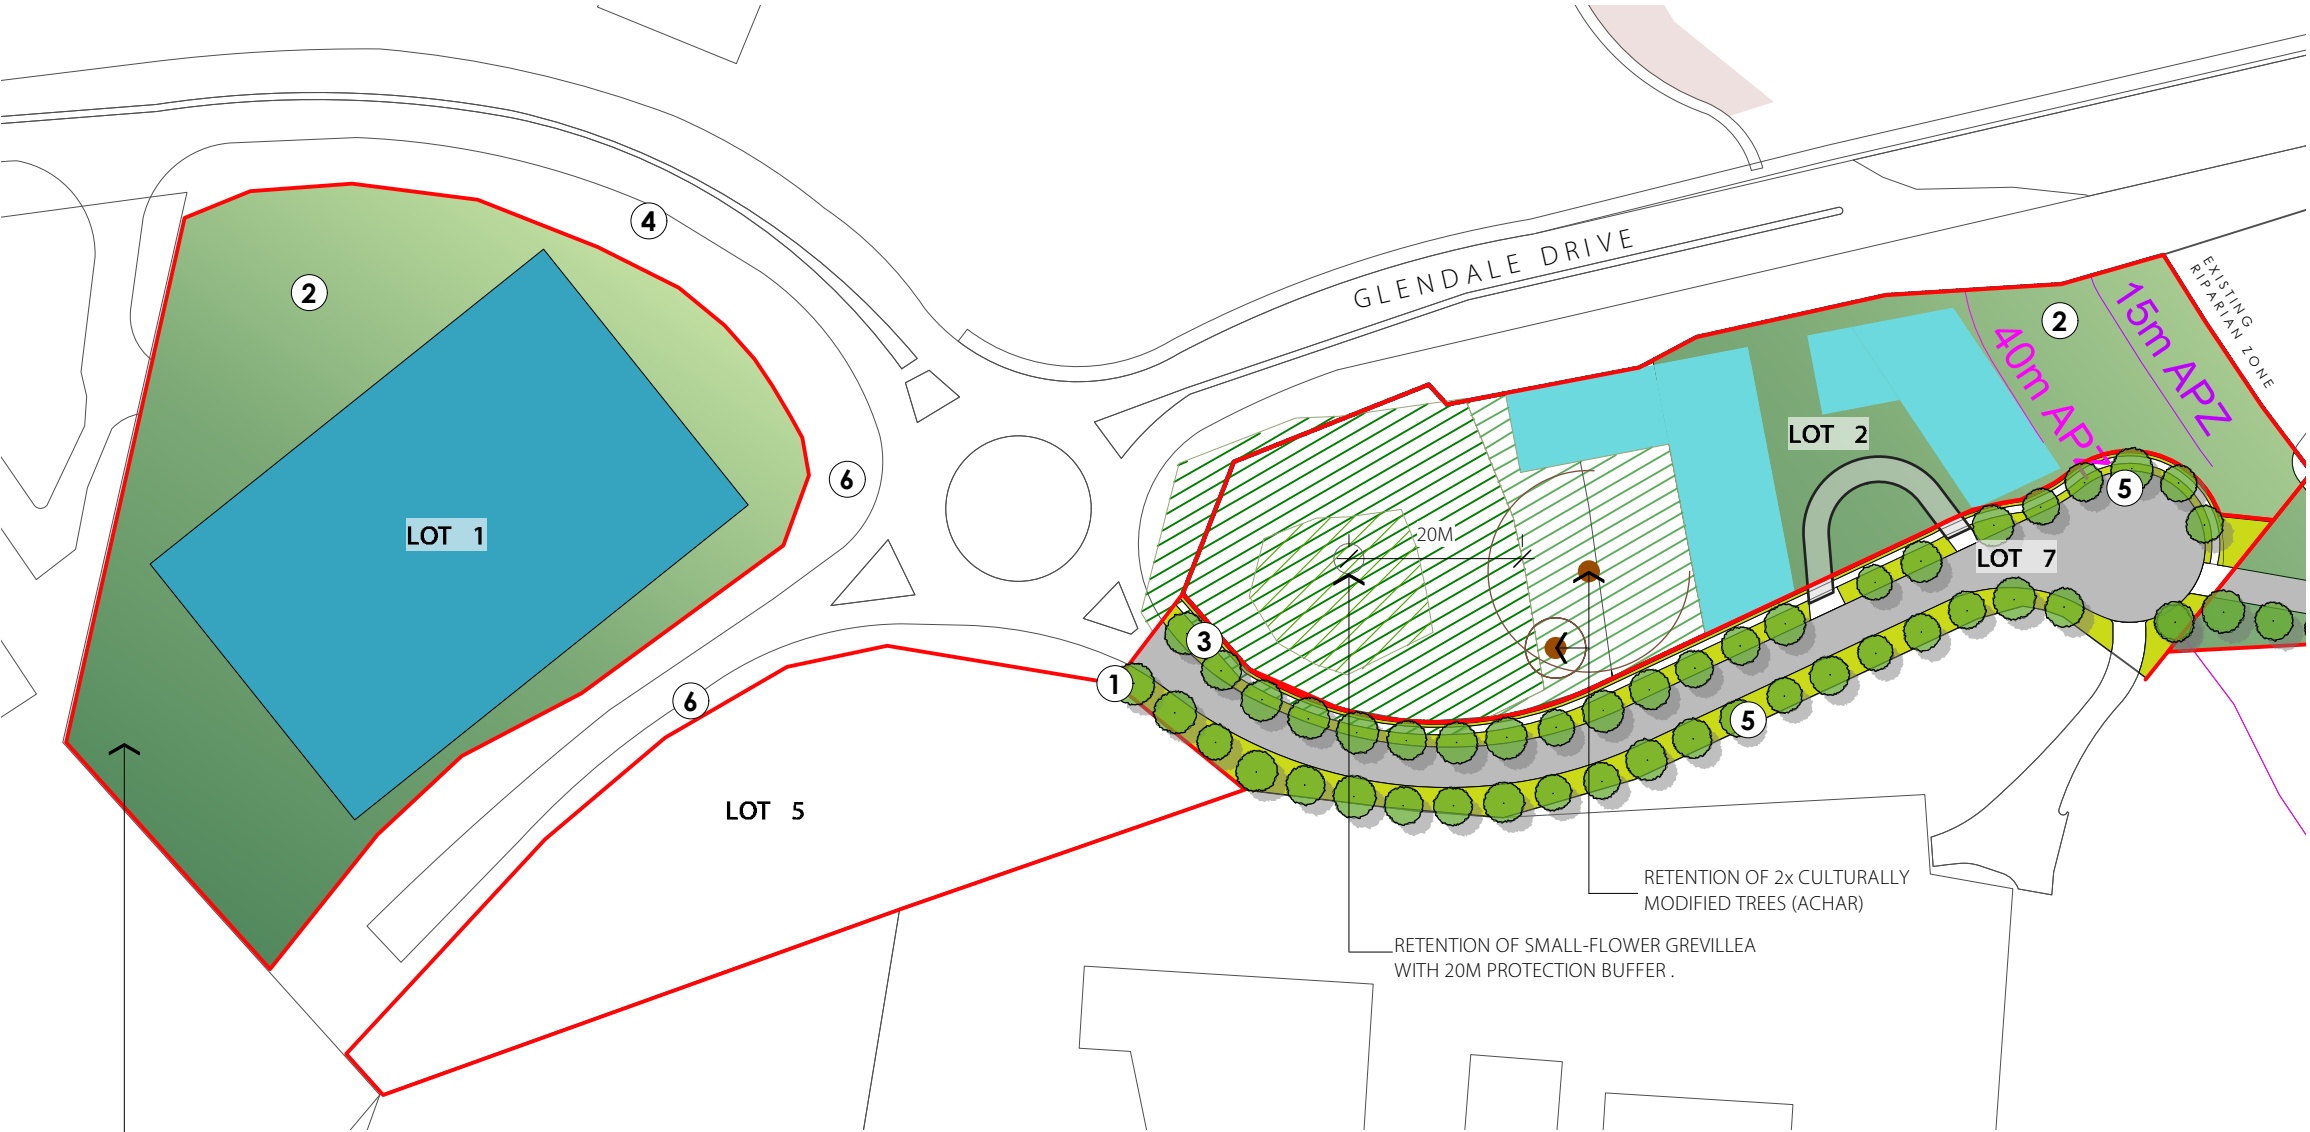 4
GLENDALE DRIVE
EXISTING
RIPARIAN ZONE
2
2
15m APZ
40m APZ
LOT 2
6
5
LOT 1
20M
LOT 7
3
1
6
5
LOT 5
RETENTION OF 2x CULTURALLY
MODIFIED TREES (ACHAR)
RETENTION OF SMALL-FLOWER GREVILLEA
WITH 20M PROTECTION BUFFER .